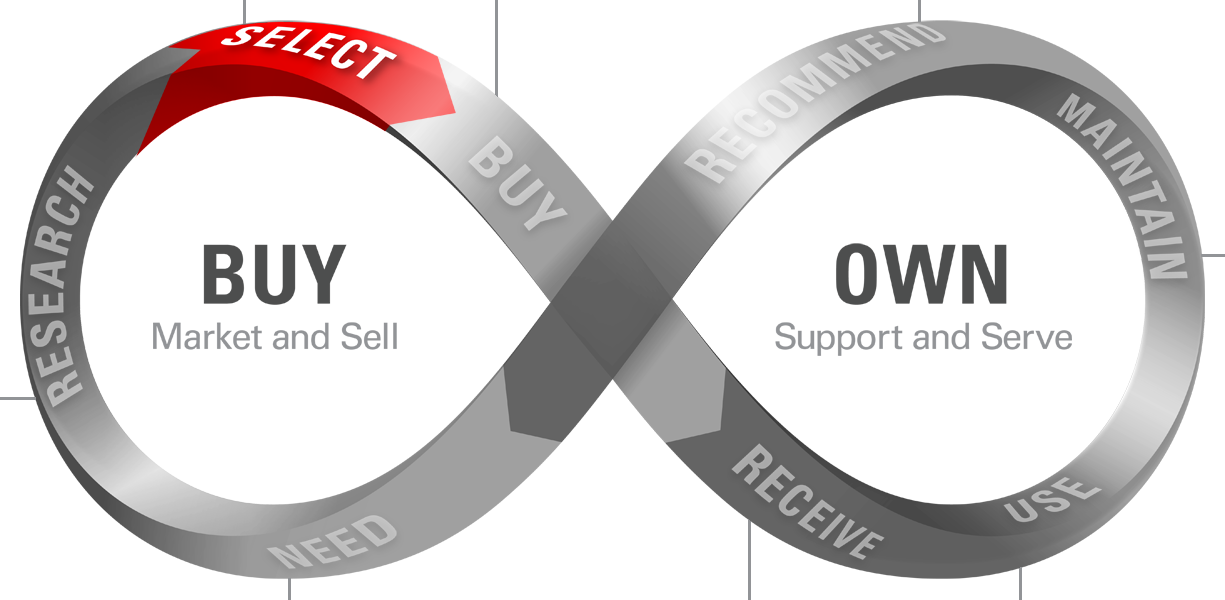 SELECT
RECOMMEND
MAINTAIN
BUY
RESEARCH
BUY
Market and Sell
OWN
Support and Serve
NEED
RECEIVE
USE